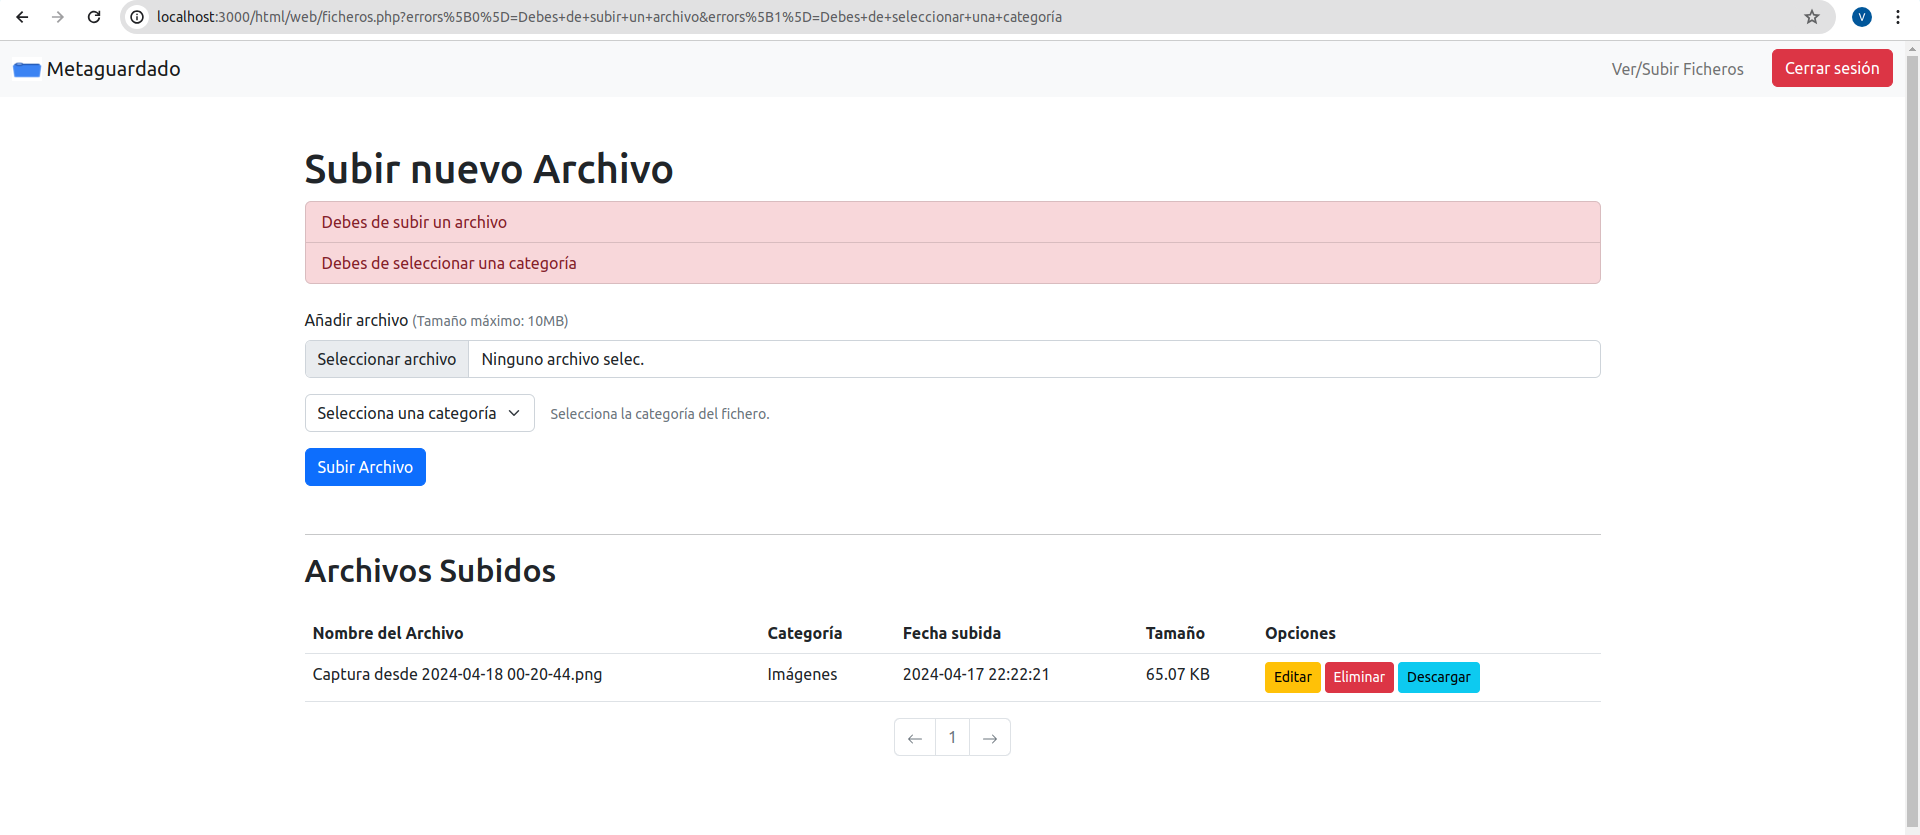 localhost:3000/html/web/ficheros.php?errors%5B0%5D=Debes+de+subir+un+archivo&errors%5B1%5D=Debes+de+seleccionar+una+categoría
V
Metaguardado
Ver/Subir Ficheros
Cerrar sesión
Subir nuevo Archivo
Debes de subir un archivo
Debes de seleccionar una categoría
Añadir archivo (Tamaño máximo: 10MB)
Seleccionar archivo Ninguno archivo selec.
Selecciona una categoría Selecciona la categoría del fichero.
Subir Archivo
Archivos Subidos
Nombre del Archivo Categoría Fecha subida Tamaño Opciones
Captura desde 2024-04-18 00-20-44.png Imágenes 2024-04-17 22:22:21 65.07 KB Editar Eliminar Descargar
← 1 →